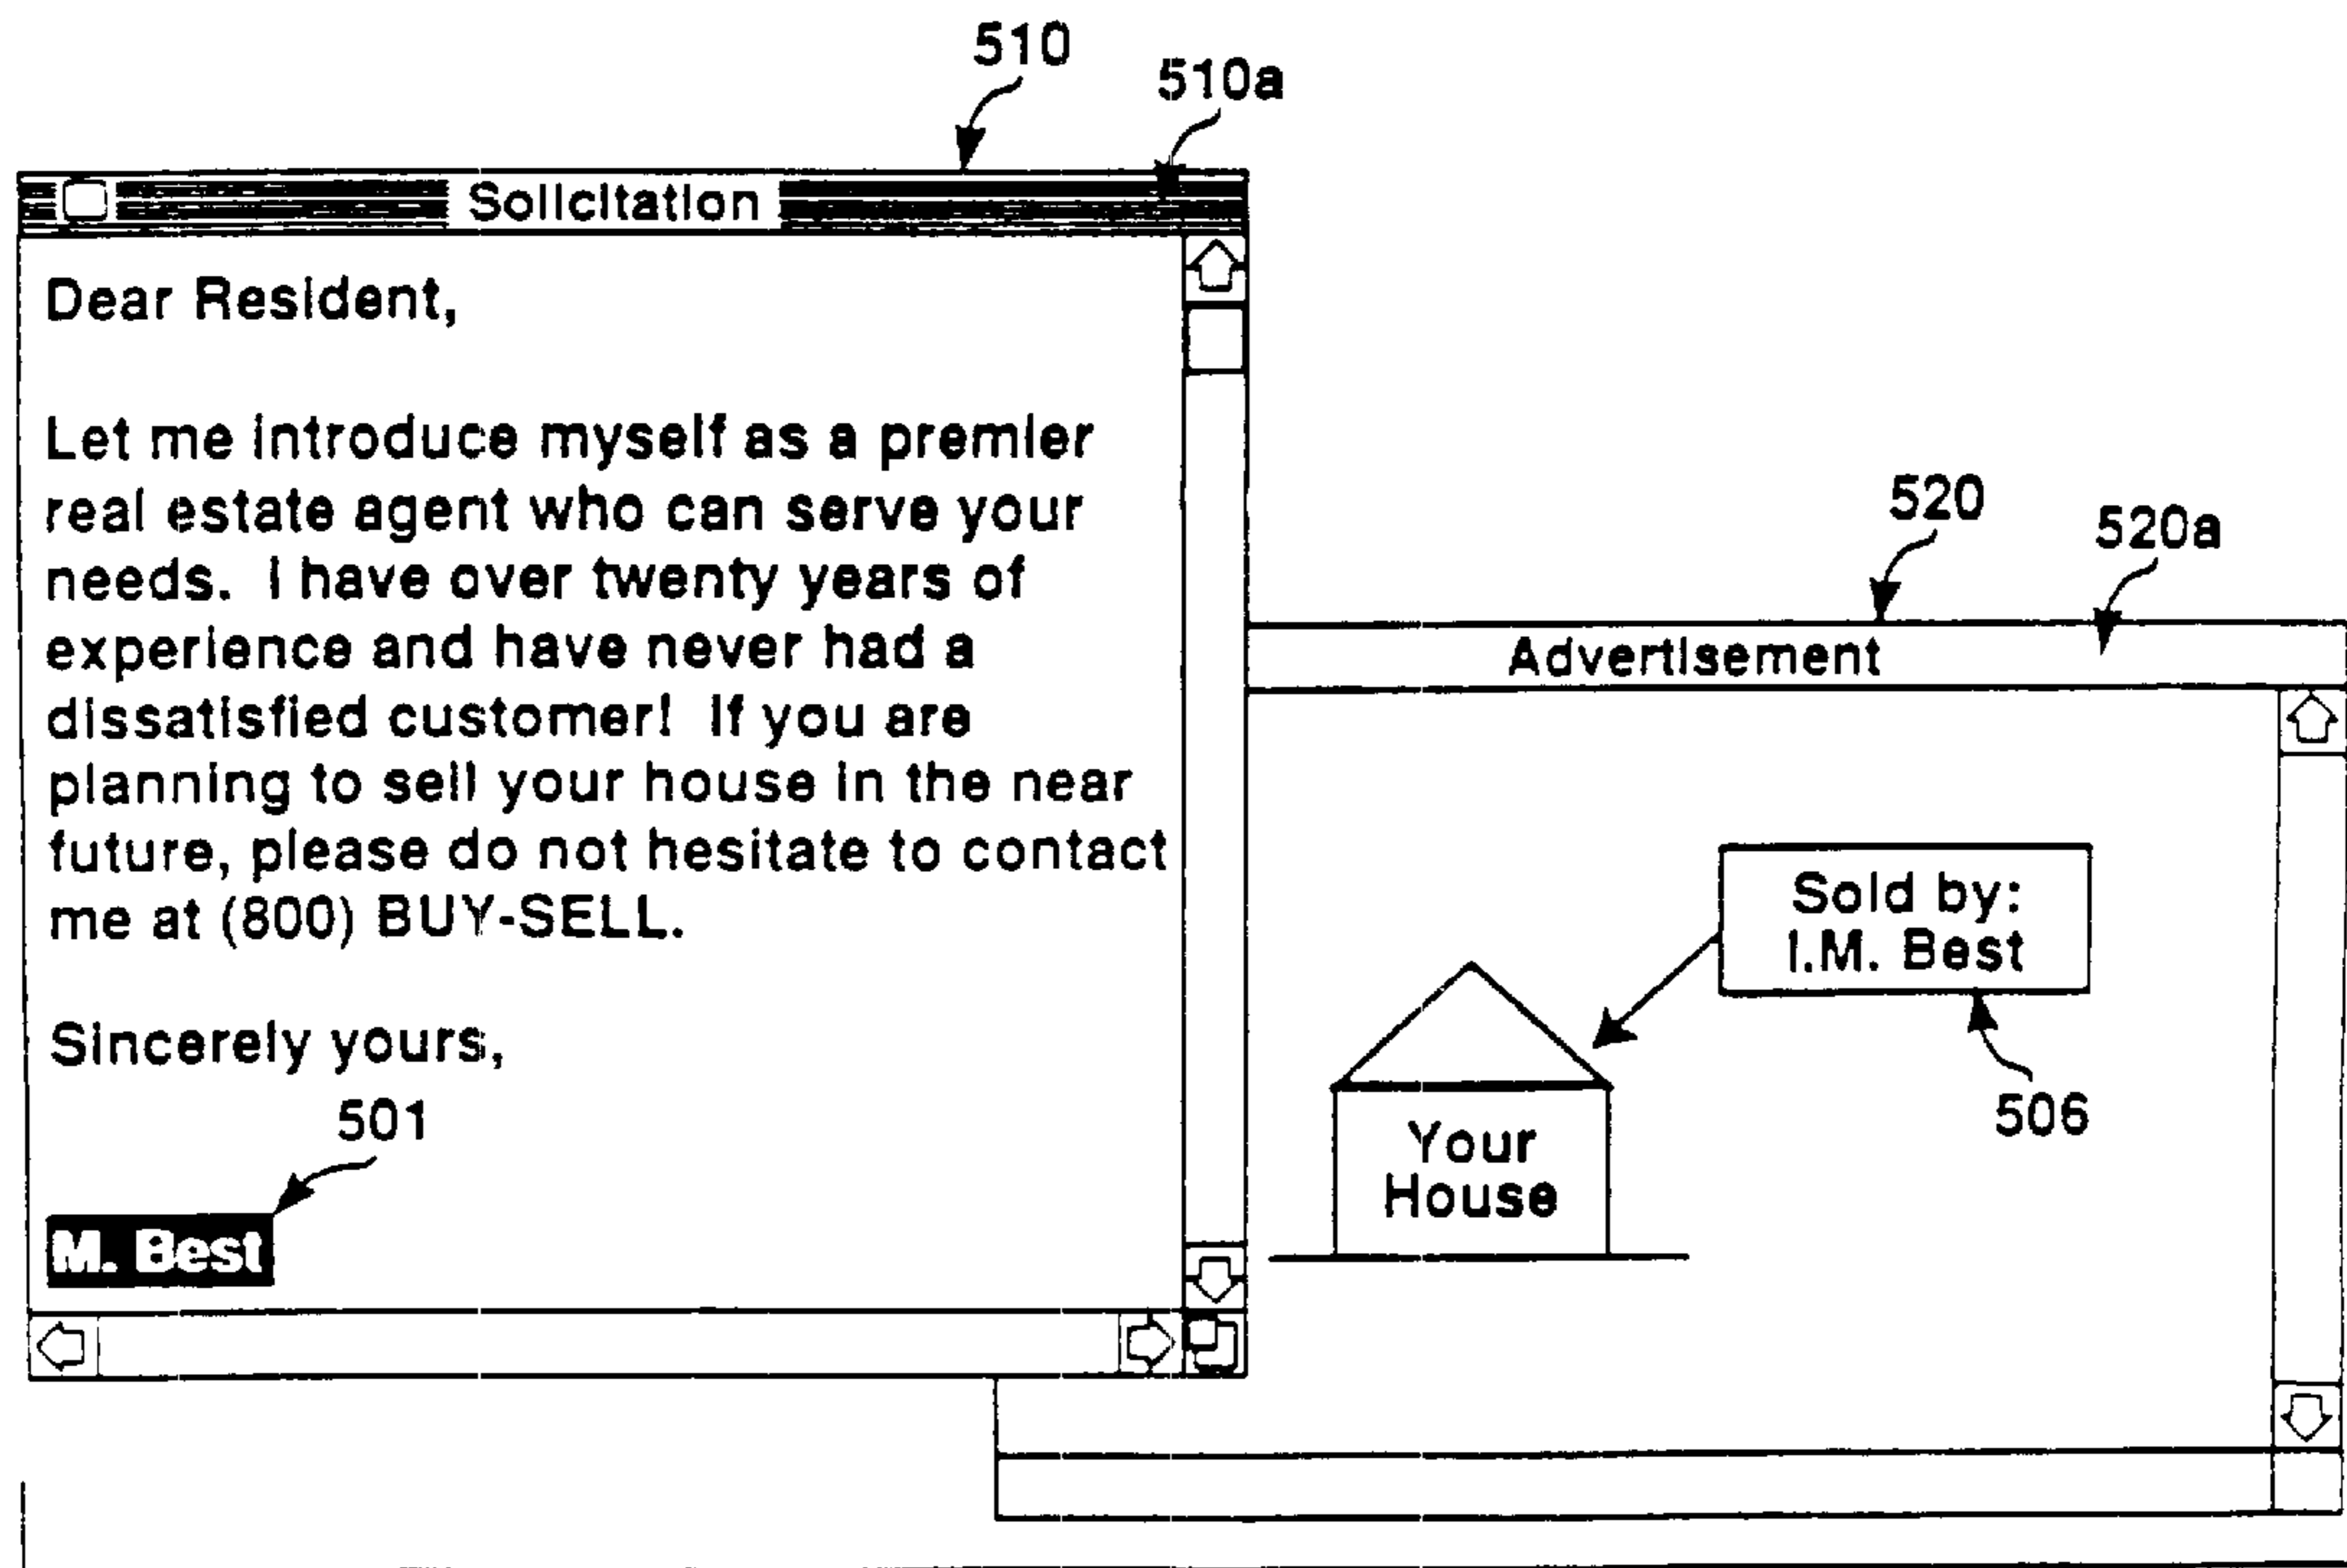 510
510a
Solicitation
Dear Resident,
Let me introduce myself as a premier
real estate agent who can serve your
needs. I have over twenty years of
experience and have never had a
dissatisfied customer! If you are
planning to sell your house in the near
future, please do not hesitate to contact
me at (800) BUY-SELL.
Sincerely yours,
501
M. Best
520
520a
Advertisement
Sold by:
I.M. Best
506
Your
House